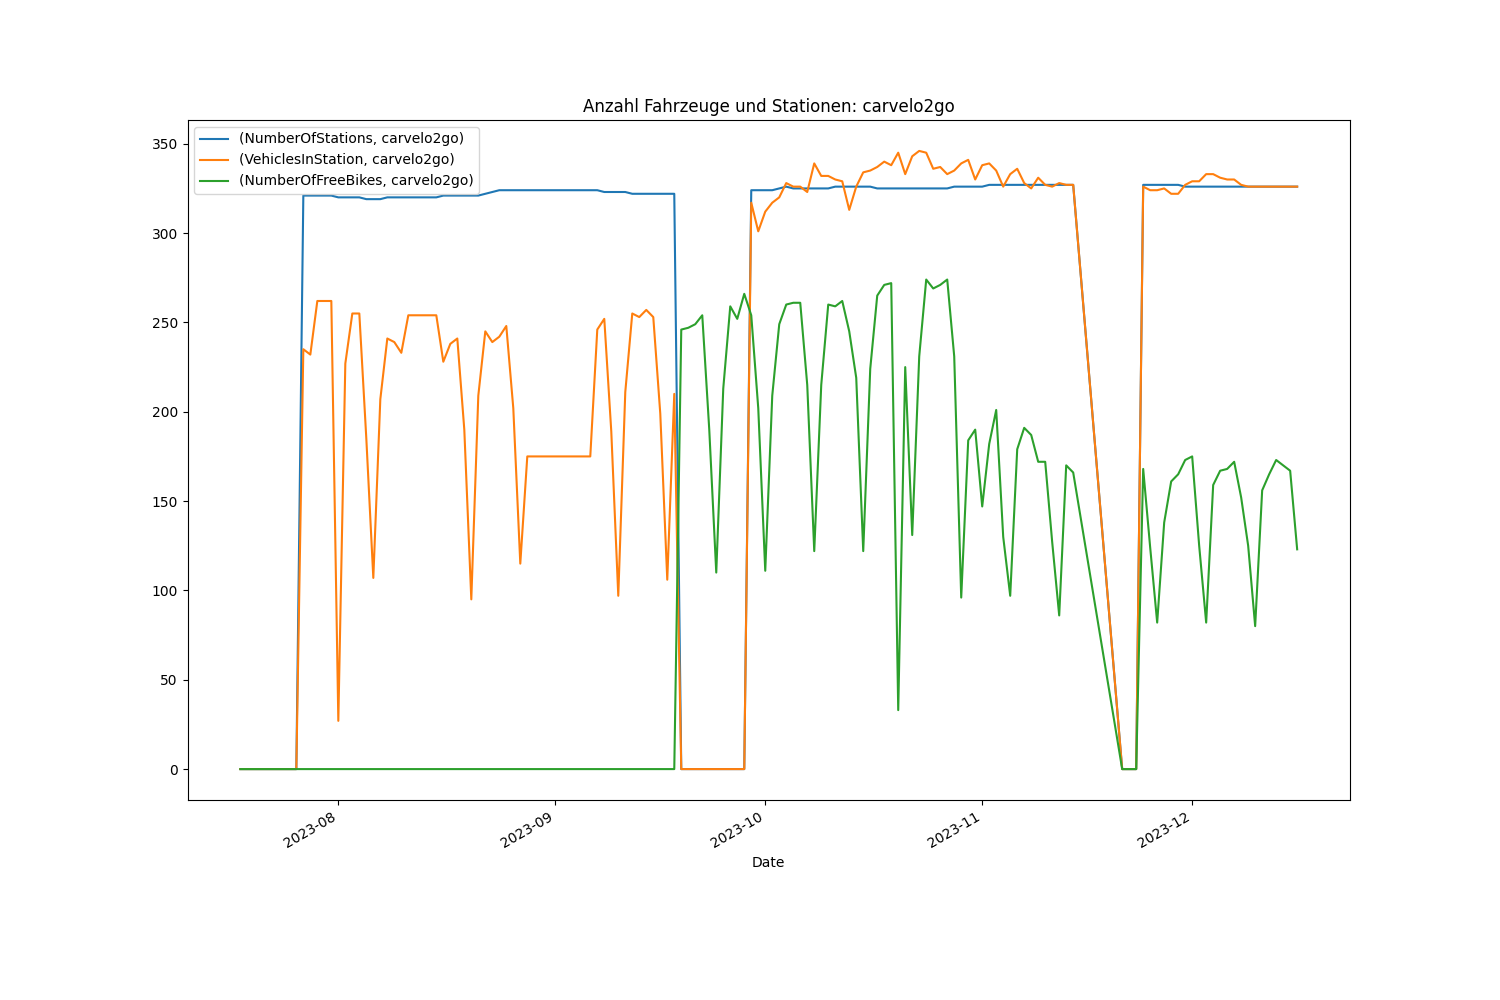 Anzahl Fahrzeuge und Stationen: carvelo2go
(NumberOfStations, carvelo2go)
(VehiclesInStation, carvelo2go)
(NumberOfFreeBikes, carvelo2go)
350
300
250
200
150
100
50
0
2023-08
2023-09
2023-10
2023-11
2023-12
Date